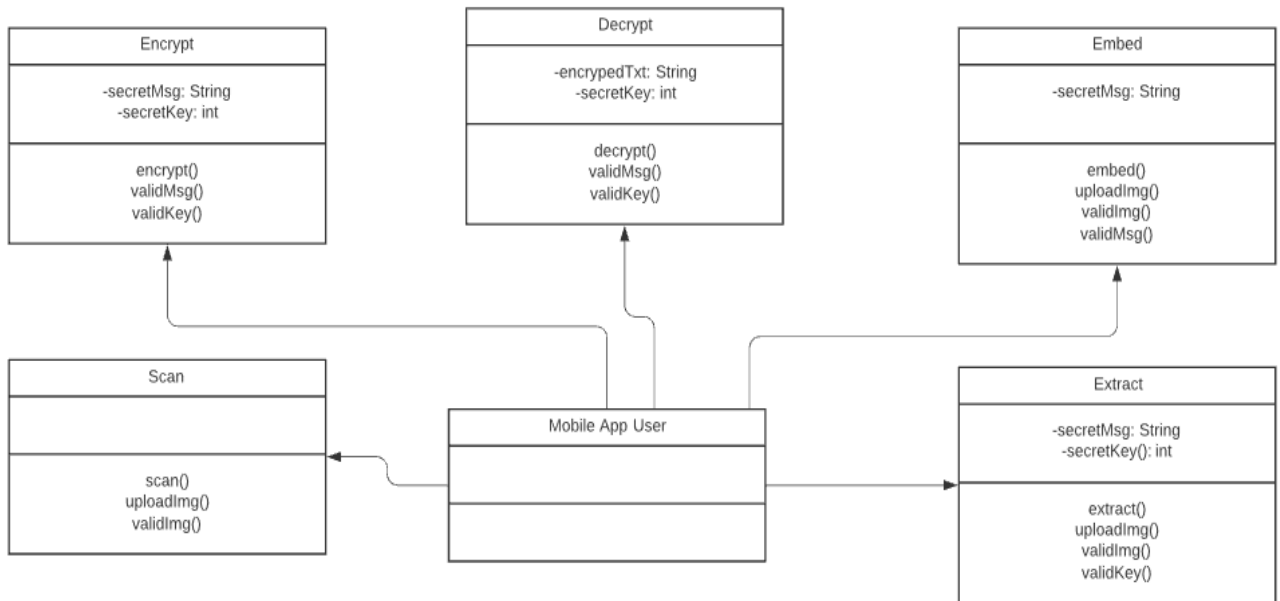 Encrypt
-secretMsg: String
-secretKey: int
encrypt()
validMsg()
validKey()
Decrypt
-encrypedTxt: String
-secretKey: int
decrypt()
validMsg()
validKey()
Embed
-secretMsg: String
embed()
uploadImg()
validImg()
validMsg()
Scan
scan()
uploadImg()
validImg()
Mobile App User
Extract
-secretMsg: String
-secretKey(): int
extract()
uploadImg()
validImg()
validKey()